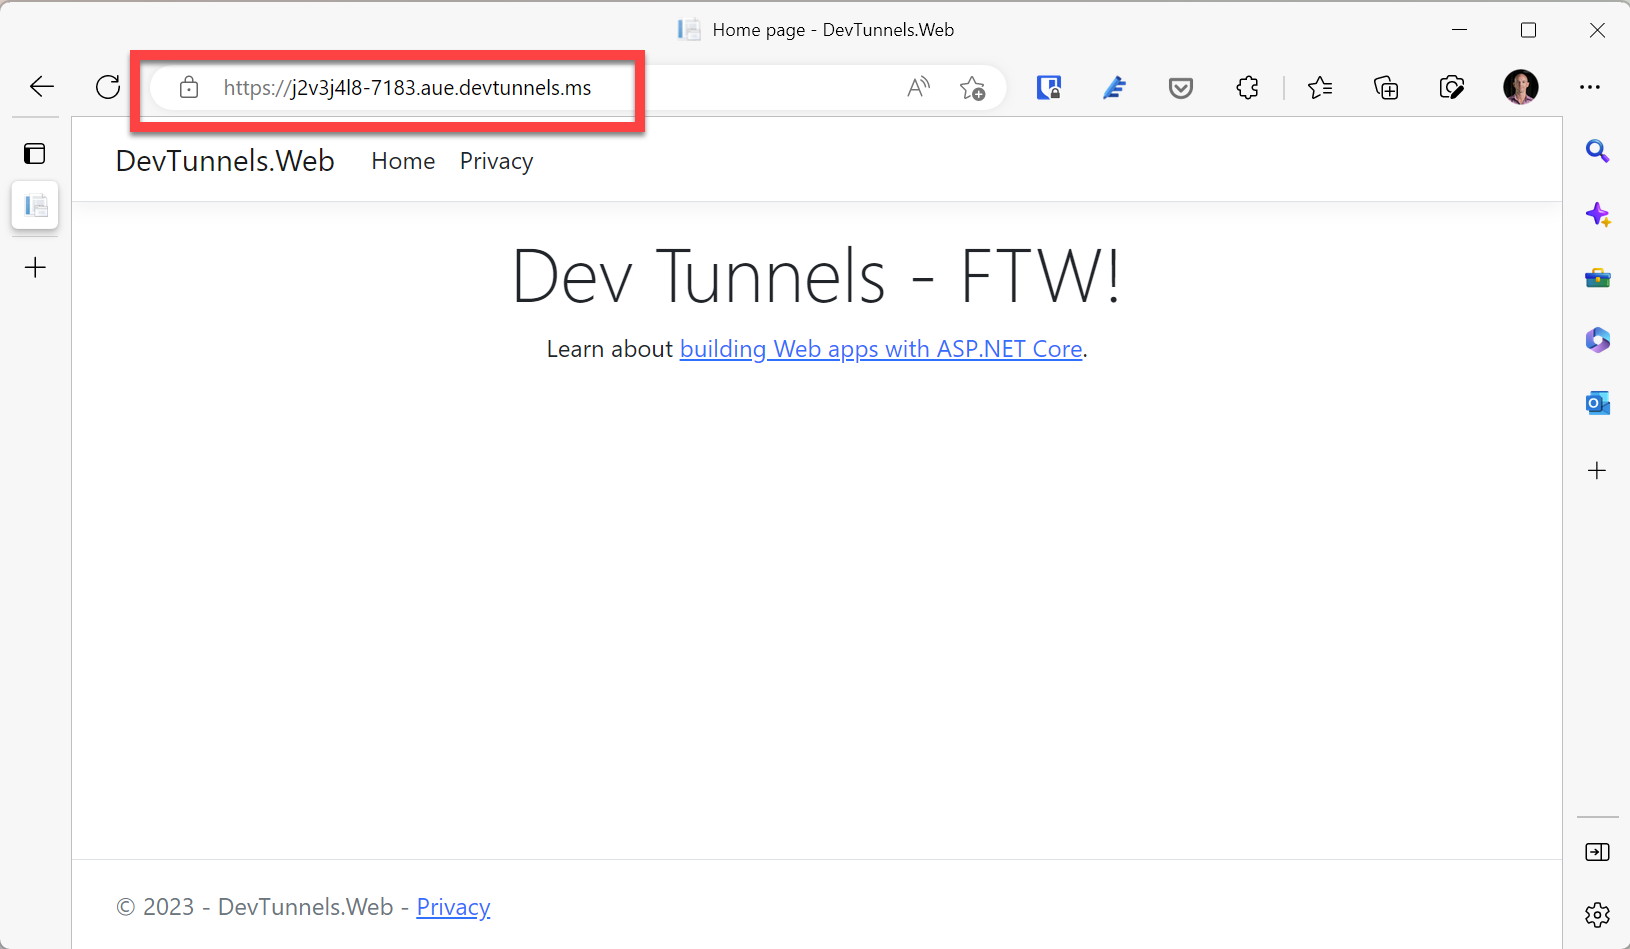 Home page - DevTunnels.Web
https://j2v3j4l8-7183.aue.devtunnels.ms
DevTunnels.Web Home Privacy
Dev Tunnels - FTW!
Learn about building Web apps with ASP.NET Core.
© 2023 - DevTunnels.Web - Privacy